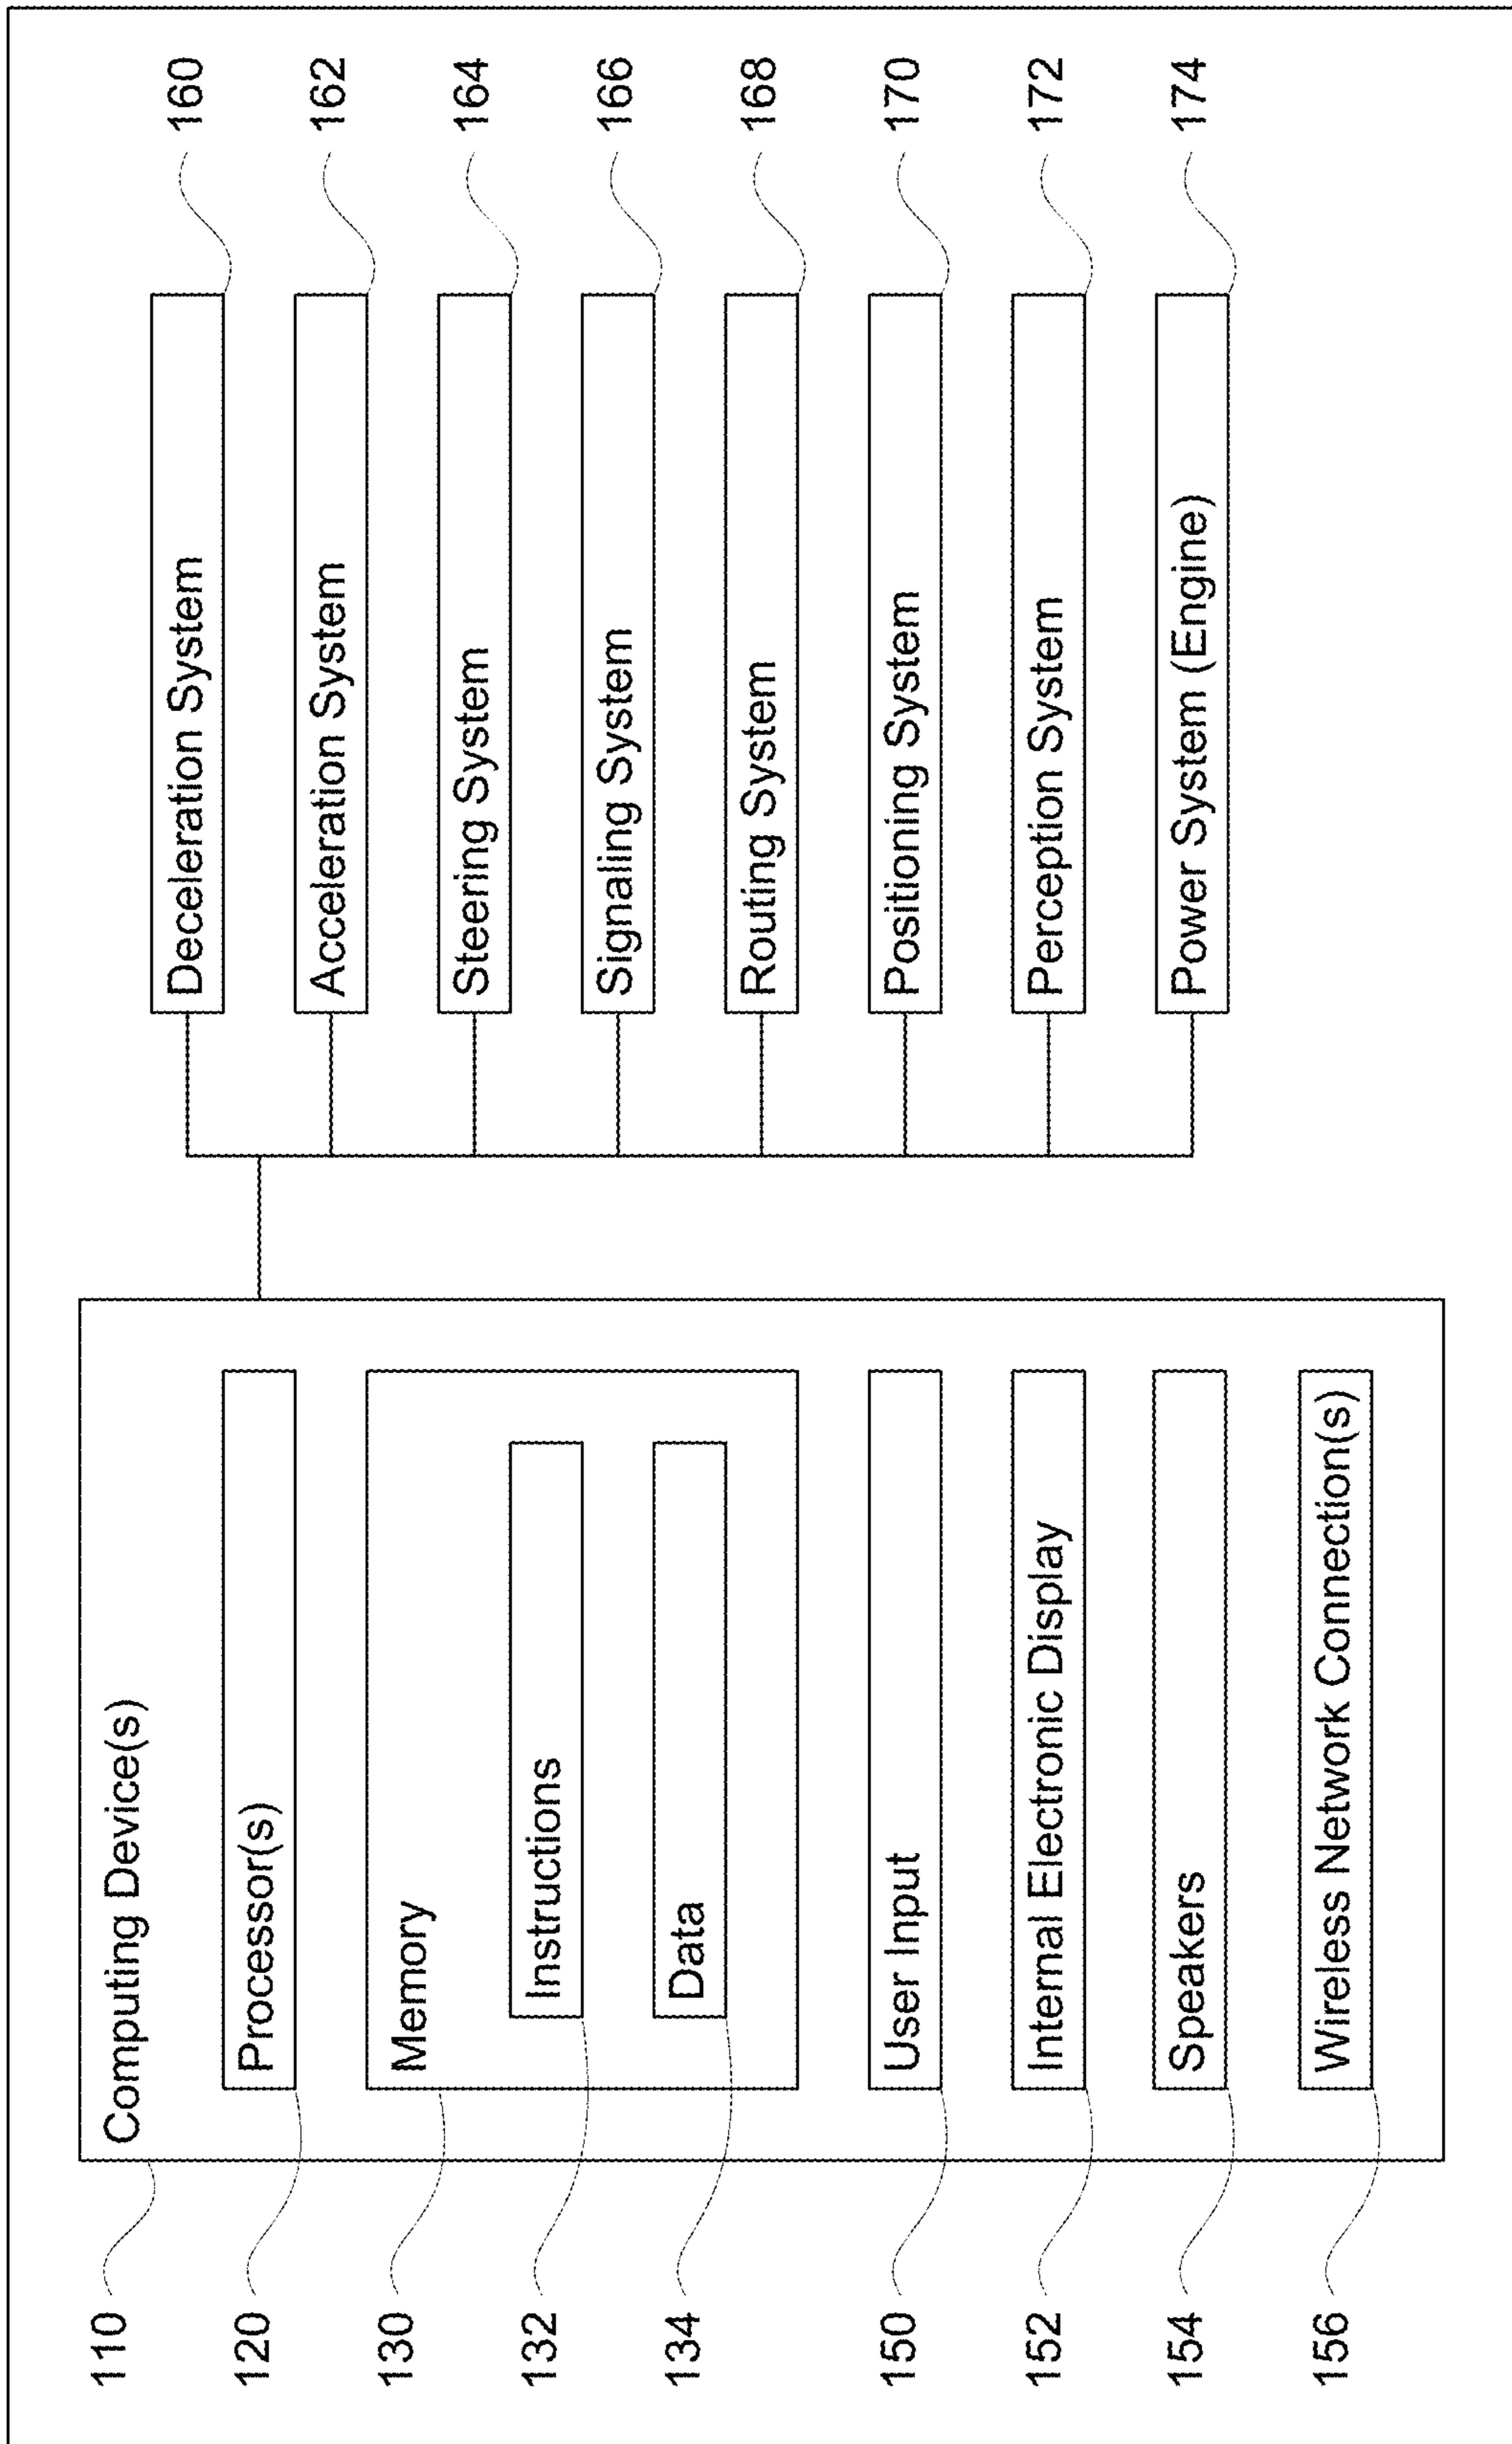 110
Computing Device(s)
120
Processor(s)
130
Memory
132
Instructions
134
Data
150
User Input
152
Internal Electronic Display
154
Speakers
156
Wireless Network Connection(s)
Deceleration System
160
Acceleration System
162
Steering System
164
Signaling System
166
Routing System
168
Positioning System
170
Perception System
172
Power System (Engine)
174